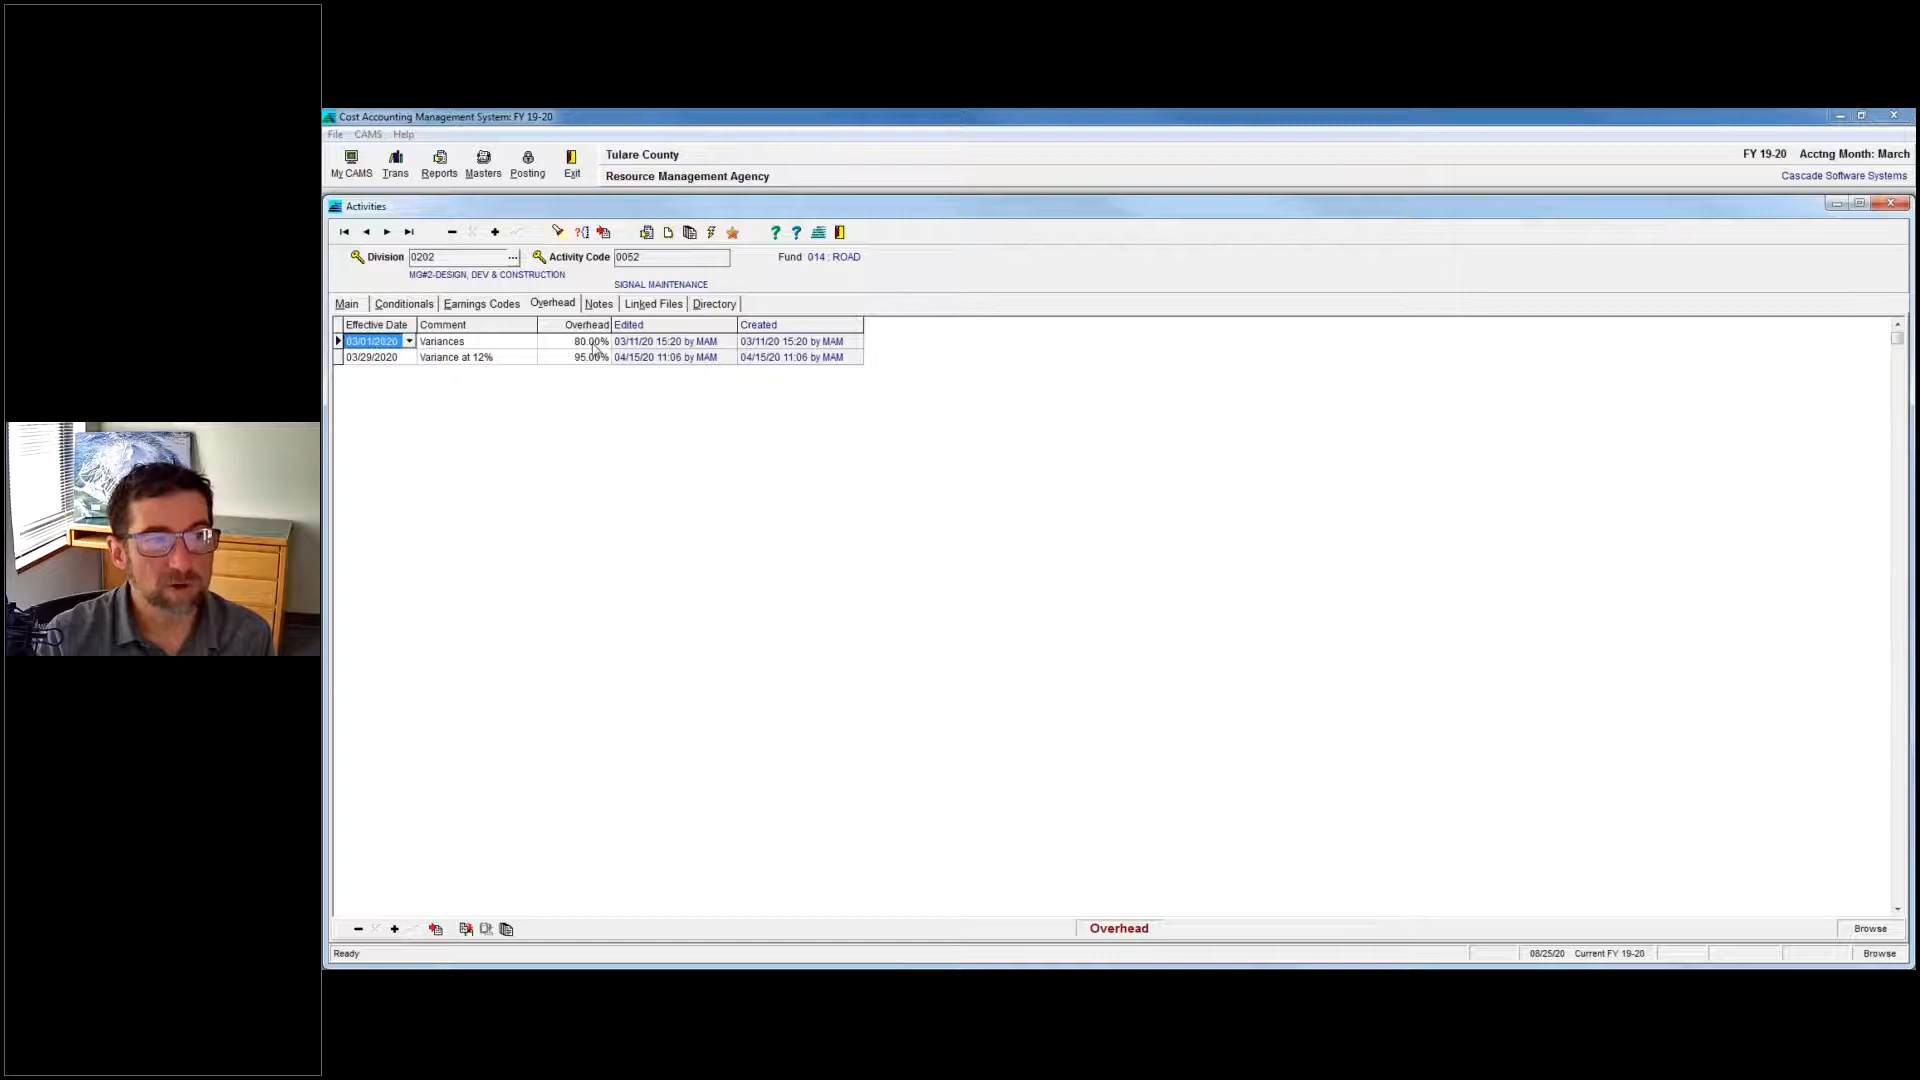 Cost Accounting Management System: FY 19-20
File CAMS Help
My CAMS Trans Reports Masters Posting Exit
Tulare County
Resource Management Agency
FY 19-20 Acctng Month: March
Cascade Software Systems
Activities
Division 0202 ... Activity Code 0052 Fund 014 : ROAD
MG#2-DESIGN, DEV & CONSTRUCTION
SIGNAL MAINTENANCE
Main Conditionals Earnings Codes Overhead Notes Linked Files Directory
Effective Date Comment Overhead Edited Created
03/01/2020 Variances 80.00% 03/11/20 15:20 by MAM 03/11/20 15:20 by MAM
03/29/2020 Variance at 12% 95.00% 04/15/20 11:06 by MAM 04/15/20 11:06 by MAM
Overhead Browse
Ready 08/25/20 Current FY 19-20 Browse